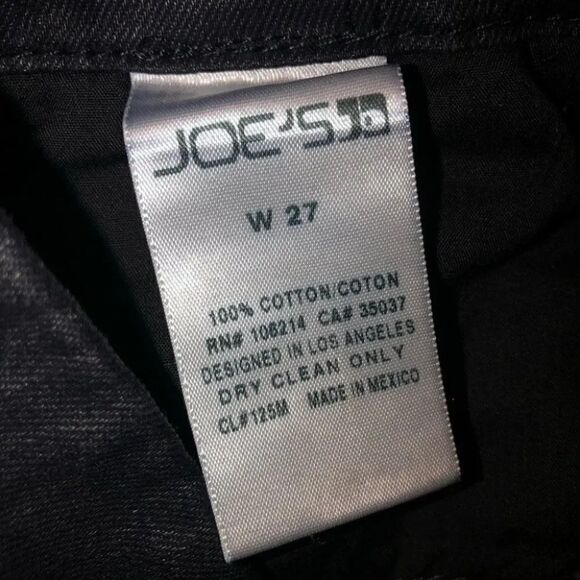 JOE'S
W 27
100% COTTON/COTON
RN# 106214 CA# 35037
DESIGNED IN LOS ANGELES
DRY CLEAN ONLY
CL#125M MADE IN MEXICO